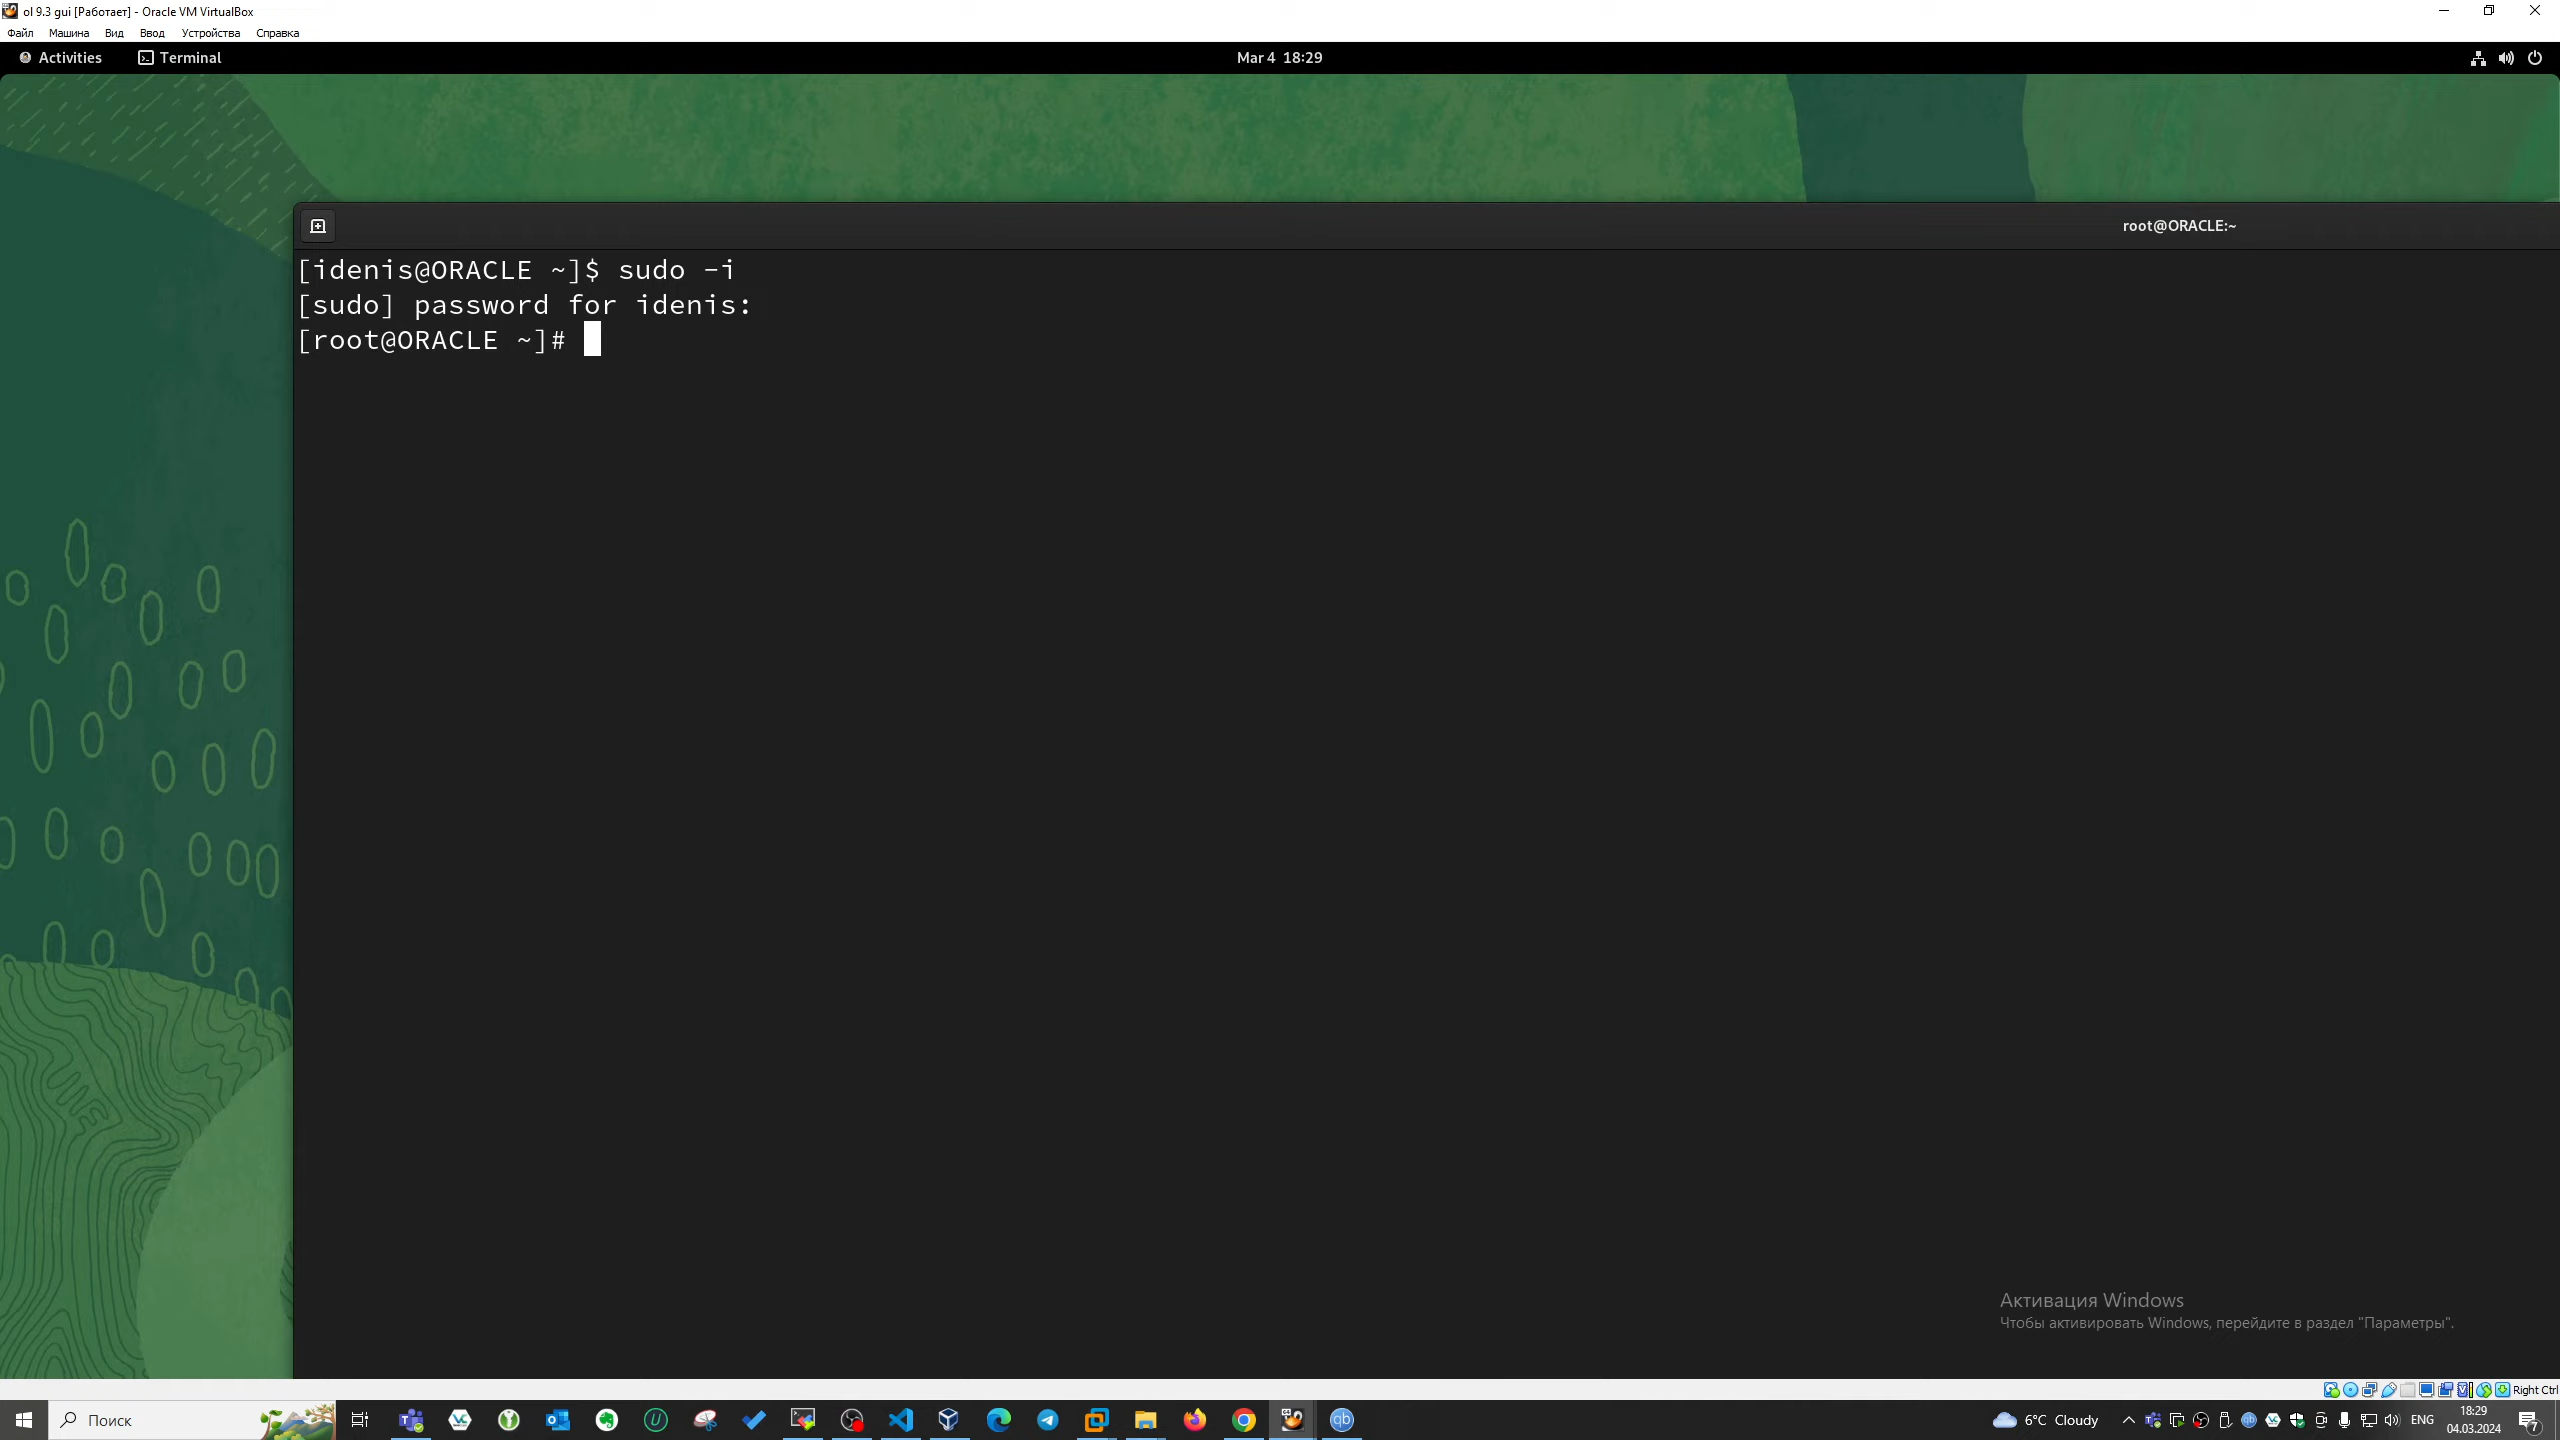 ol 9.3 gui [Работает] - Oracle VM VirtualBox
Файл Машина Вид Ввод Устройства Справка
Activities Terminal Mar 4 18:29
root@ORACLE:~
[idenis@ORACLE ~]$ sudo -i
[sudo] password for idenis:
[root@ORACLE ~]#
Активация Windows
Чтобы активировать Windows, перейдите в раздел "Параметры".
Right Ctrl
Поиск
6°C Cloudy
ENG
18:29
04.03.2024
7